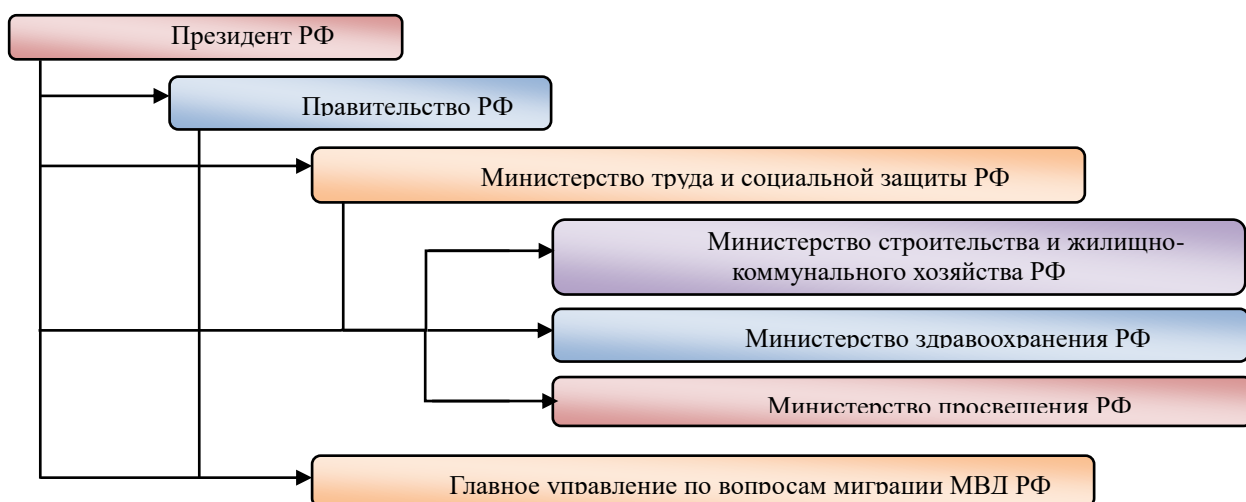 Президент РФ
Правительство РФ
Министерство труда и социальной защиты РФ
Министерство строительства и жилищно-
коммунального хозяйства РФ
Министерство здравоохранения РФ
Министерство просвещения РФ
Главное управление по вопросам миграции МВД РФ